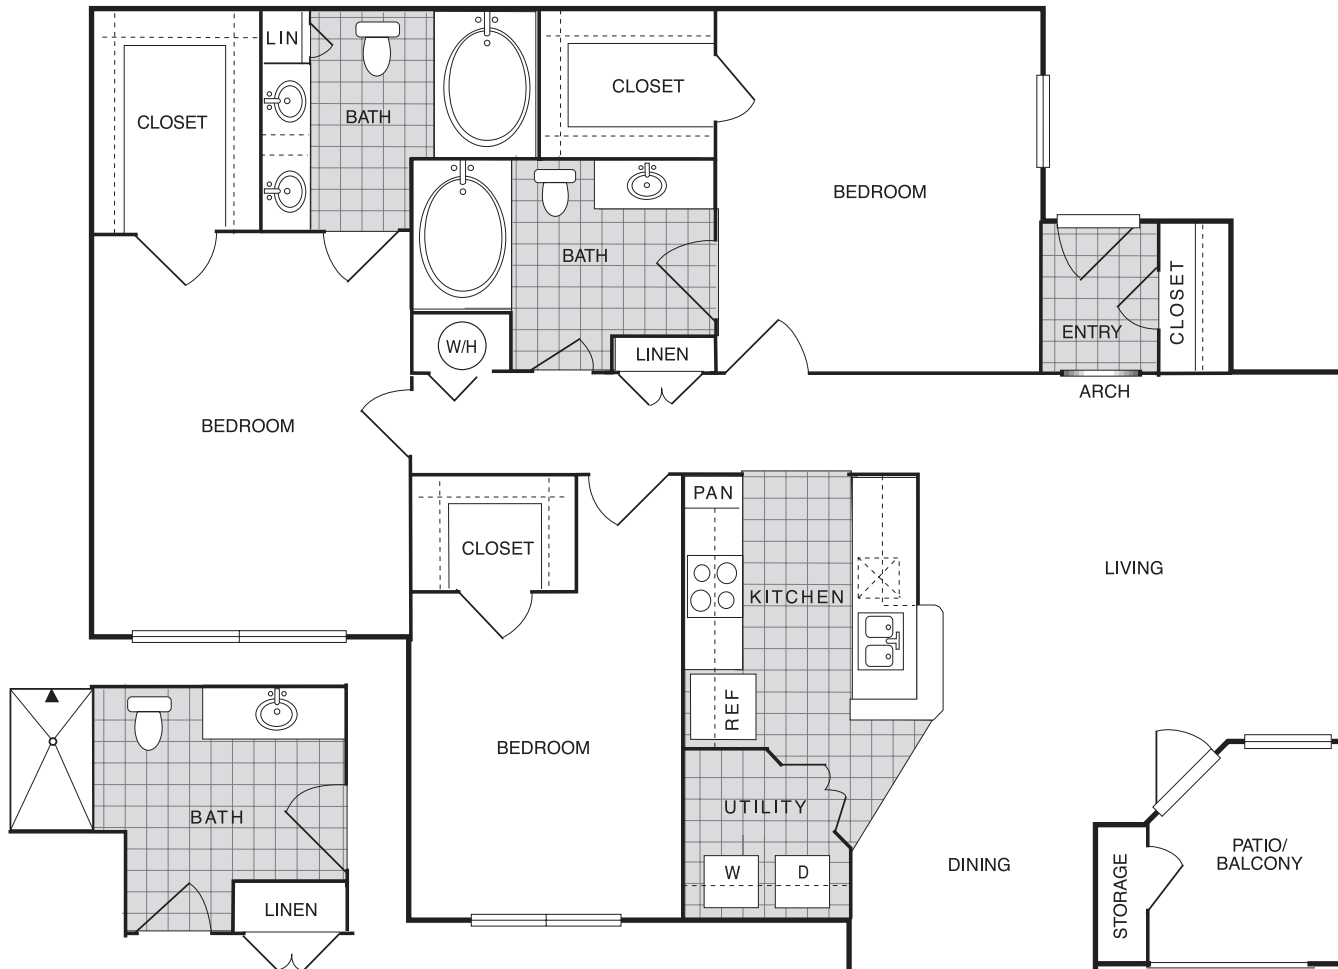 LIN
CLOSET
BATH
CLOSET
BEDROOM
BATH
CLOSET
ENTRY
W/H
LINEN
ARCH
BEDROOM
PAN
CLOSET
KITCHEN
LIVING
REF
BEDROOM
UTILITY
BATH
W
D
DINING
STORAGE
PATIO/
BALCONY
LINEN